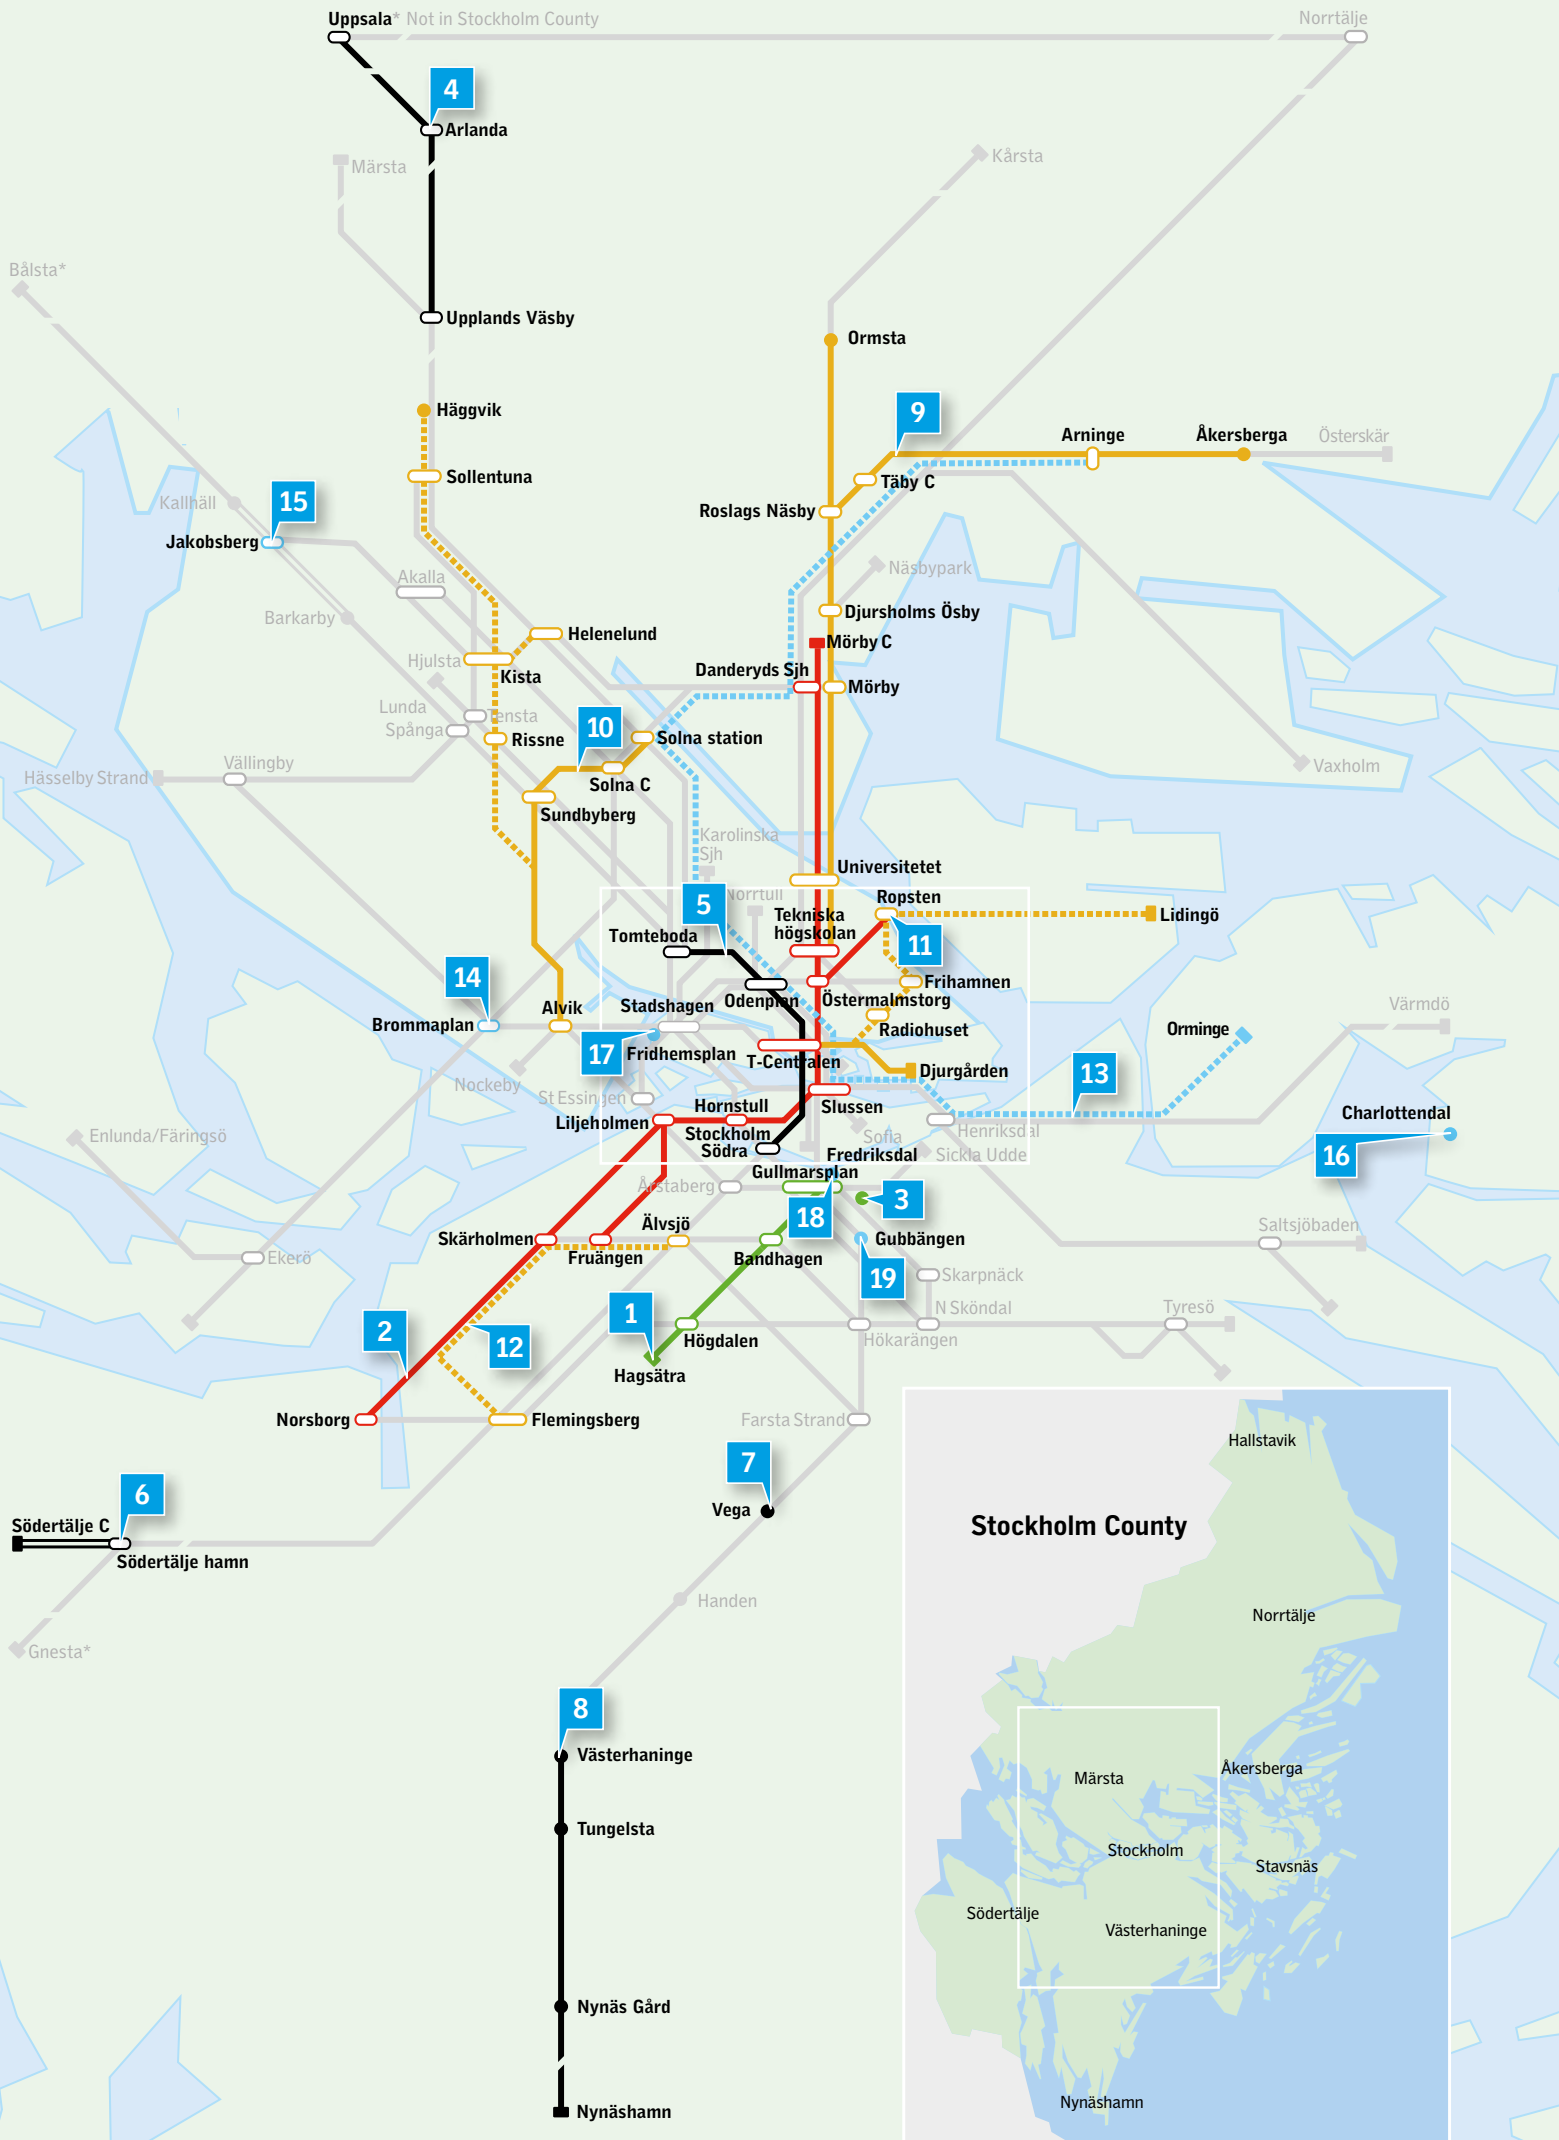 Uppsala* Not in Stockholm County
Norrtälje
4
Arlanda
Märsta
Kårsta
Bålsta*
Upplands Väsby
Ormsta
Häggvik
9
Arninge
Åkersberga
Österskär
Sollentuna
Täby C
Kallhäll
15
Roslags Näsby
Jakobsberg
Akalla
Näsbypark
Barkarby
Djursholms Ösby
Helenelund
Mörby C
Hjulsta
Kista
Danderyds Sjh
Mörby
Lunda
Tensta
Spånga
10
Rissne
Solna station
Vällingby
Hässelby Strand
Solna C
Vaxholm
Sundbyberg
Karolinska
Sjh
Universitetet
5
Norrtull
Ropsten
Tekniska
högskolan
Lidingö
Tomteboda
11
14
Frihamnen
Alvik
Stadshagen
Odenplan
Östermalmstorg
Värmdö
Brommaplan
Radiohuset
Orminge
17
Fridhemsplan
T-Centralen
Djurgården
13
Nockeby
St Essingen
Hornstull
Slussen
Charlottendal
Liljeholmen
Stockholm
Södra
Sofia
Henriksdal
Enlunda/Färingsö
Fredriksdal
Sickla Udde
16
Gullmarsplan
Årstaberg
3
18
Älvsjö
Skärholmen
Fruängen
Bandhagen
Gubbängen
Saltsjöbaden
Ekerö
19
Skarpnäck
1
N Sköndal
Tyresö
2
12
Högdalen
Hökarängen
Hagsätra
Norsborg
Flemingsberg
Farsta Strand
7
6
Vega
Södertälje C
Södertälje hamn
Handen
Gnesta*
8
Västerhaninge
Tungelsta
Nynäs Gård
Nynäshamn
Hallstavik
Stockholm County
Norrtälje
Märsta
Åkersberga
Stockholm
Stavsnäs
Södertälje
Västerhaninge
Nynäshamn